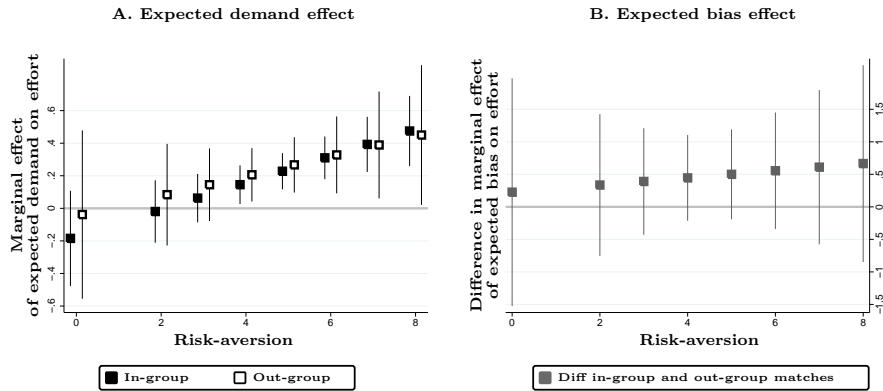 A. Expected demand effect
Marginal effect
of expected demand on effort
.6
.4
.2
0
-.2
-.4
-.6
0 2 4 6 8
Risk-aversion
In-group Out-group
B. Expected bias effect
Difference in marginal effect
of expected bias on effort
1.5
1
.5
0
-.5
-1
-1.5
0 2 4 6 8
Risk-aversion
Diff in-group and out-group matches